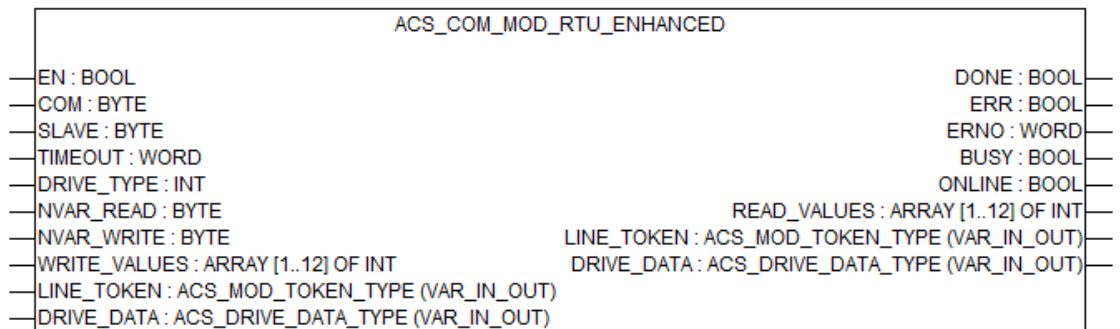 ACS_COM_MOD_RTU_ENHANCED
EN : BOOL DONE : BOOL
COM : BYTE ERR : BOOL
SLAVE : BYTE ERNO : WORD
TIMEOUT : WORD BUSY : BOOL
DRIVE_TYPE : INT ONLINE : BOOL
NVAR_READ : BYTE READ_VALUES : ARRAY [1..12] OF INT
NVAR_WRITE : BYTE LINE_TOKEN : ACS_MOD_TOKEN_TYPE (VAR_IN_OUT)
WRITE_VALUES : ARRAY [1..12] OF INT DRIVE_DATA : ACS_DRIVE_DATA_TYPE (VAR_IN_OUT)
LINE_TOKEN : ACS_MOD_TOKEN_TYPE (VAR_IN_OUT)
DRIVE_DATA : ACS_DRIVE_DATA_TYPE (VAR_IN_OUT)